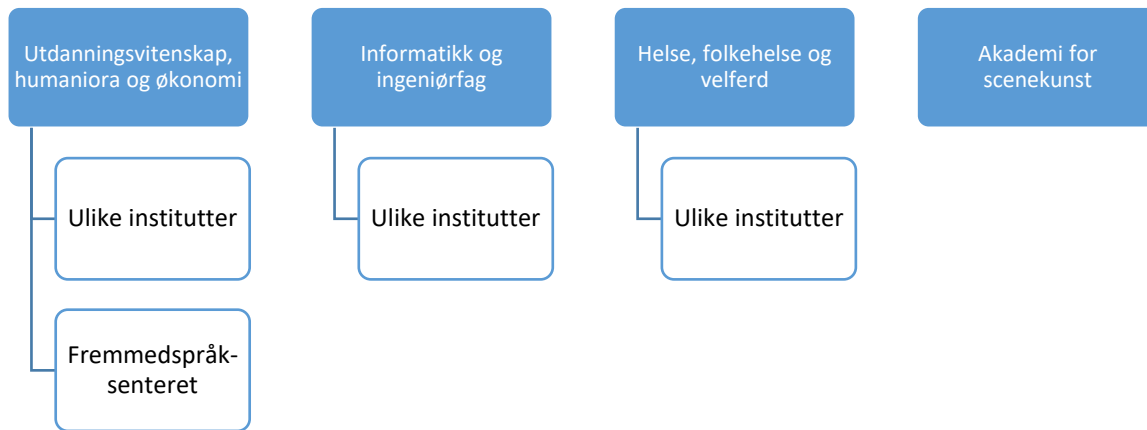 Utdanningsvitenskap,
humaniora og økonomi
Informatikk og
ingeniørfag
Helse, folkehelse og
velferd
Akademi for
scenekunst
Ulike institutter
Ulike institutter
Ulike institutter
Fremmedspråk-
senteret